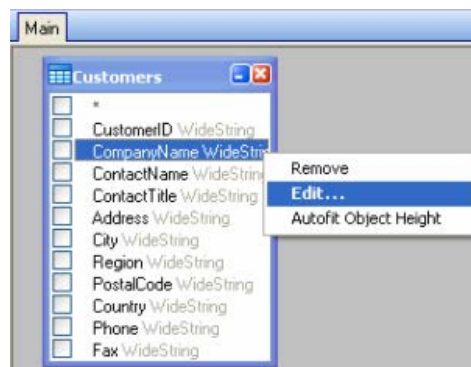 Main
Customers
*
CustomerID WideString
CompanyName WideStrin
ContactName WideString
ContactTitle WideString
Address WideString
City WideString
Region WideString
PostalCode WideString
Country WideString
Phone WideString
Fax WideString
Remove
Edit...
Autofit Object Height